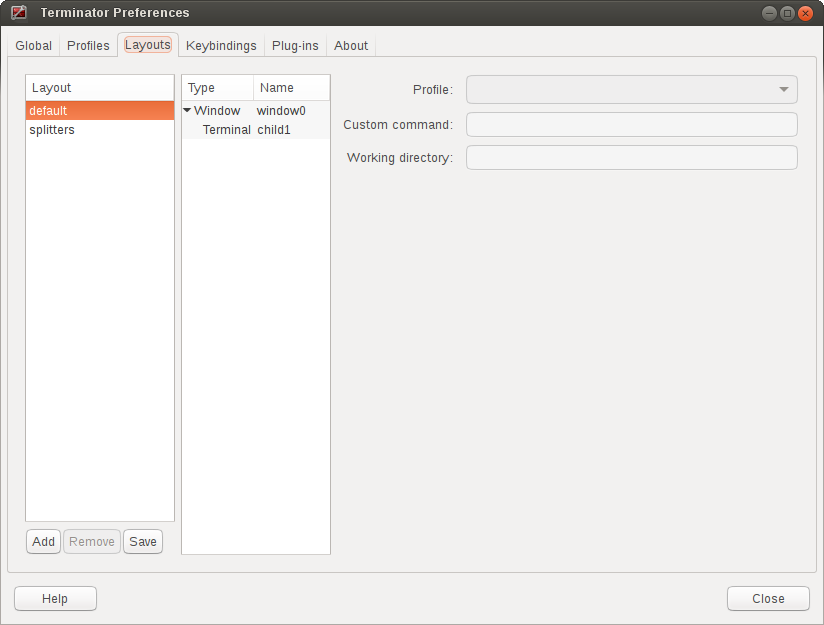 Terminator Preferences
Global Profiles Layouts Keybindings Plug-ins About
Layout
default
splitters
Type Name
Window window0
Terminal child1
Profile:
Custom command:
Working directory:
Add Remove Save
Help Close